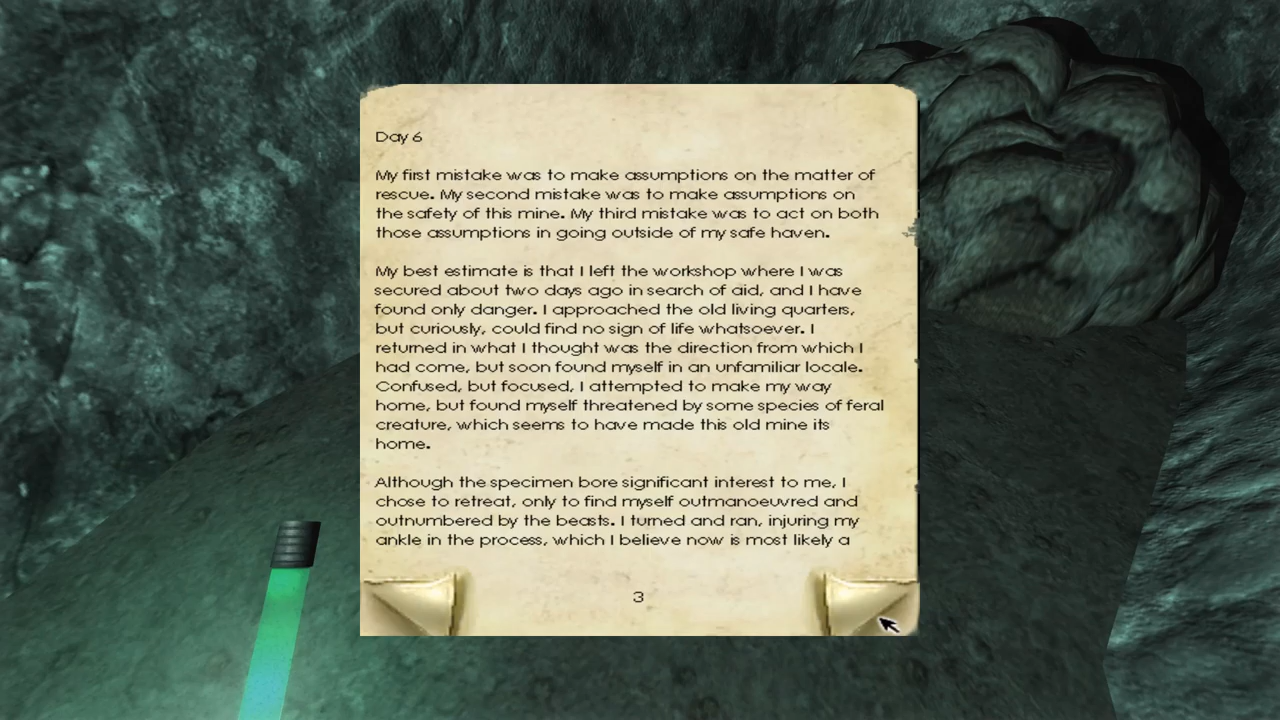 Day 6
My first mistake was to make assumptions on the matter of
rescue. My second mistake was to make assumptions on
the safety of this mine. My third mistake was to act on both
those assumptions in going outside of my safe haven.
My best estimate is that I left the workshop where I was
secured about two days ago in search of aid, and I have
found only danger. I approached the old living quarters,
but curiously, could find no sign of life whatsoever. I
returned in what I thought was the direction from which I
had come, but soon found myself in an unfamiliar locale.
Confused, but focused, I attempted to make my way
home, but found myself threatened by some species of feral
creature, which seems to have made this old mine its
home.
Although the specimen bore significant interest to me, I
chose to retreat, only to find myself outmanoeuvred and
outnumbered by the beasts. I turned and ran, injuring my
ankle in the process, which I believe now is most likely a
3